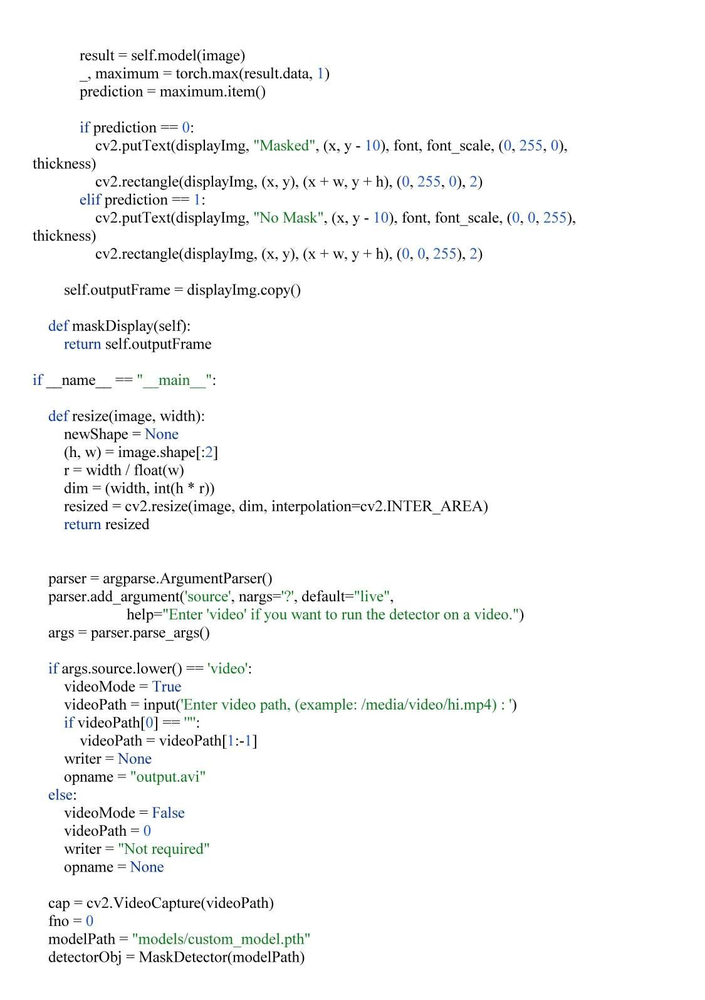 result = self.model(image)
_, maximum = torch.max(result.data, 1)
prediction = maximum.item()
if prediction == 0:
cv2.putText(displayImg, "Masked", (x, y - 10), font, font_scale, (0, 255, 0),
thickness)
cv2.rectangle(displayImg, (x, y), (x + w, y + h), (0, 255, 0), 2)
elif prediction == 1:
cv2.putText(displayImg, "No Mask", (x, y - 10), font, font_scale, (0, 0, 255),
thickness)
cv2.rectangle(displayImg, (x, y), (x + w, y + h), (0, 0, 255), 2)
self.outputFrame = displayImg.copy()
def maskDisplay(self):
return self.outputFrame
if __name__ == "__main__":
def resize(image, width):
newShape = None
(h, w) = image.shape[:2]
r = width / float(w)
dim = (width, int(h * r))
resized = cv2.resize(image, dim, interpolation=cv2.INTER_AREA)
return resized
parser = argparse.ArgumentParser()
parser.add_argument('source', nargs='?', default="live",
help="Enter 'video' if you want to run the detector on a video.")
args = parser.parse_args()
if args.source.lower() == 'video':
videoMode = True
videoPath = input('Enter video path, (example: /media/video/hi.mp4) : ')
if videoPath[0] == '"':
videoPath = videoPath[1:-1]
writer = None
opname = "output.avi"
else:
videoMode = False
videoPath = 0
writer = "Not required"
opname = None
cap = cv2.VideoCapture(videoPath)
fno = 0
modelPath = "models/custom_model.pth"
detectorObj = MaskDetector(modelPath)